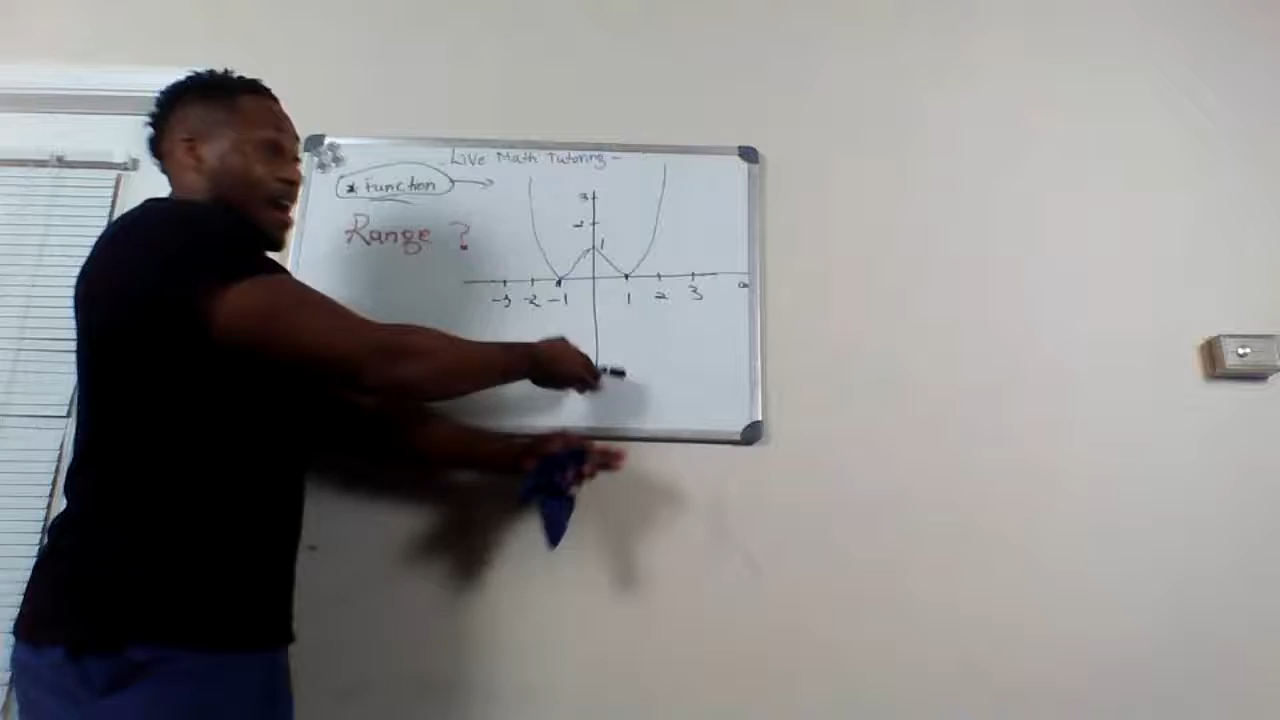 Live Math Tutoring -
* Function
Range ?
3
2
1
-3 -2 -1 1 2 3